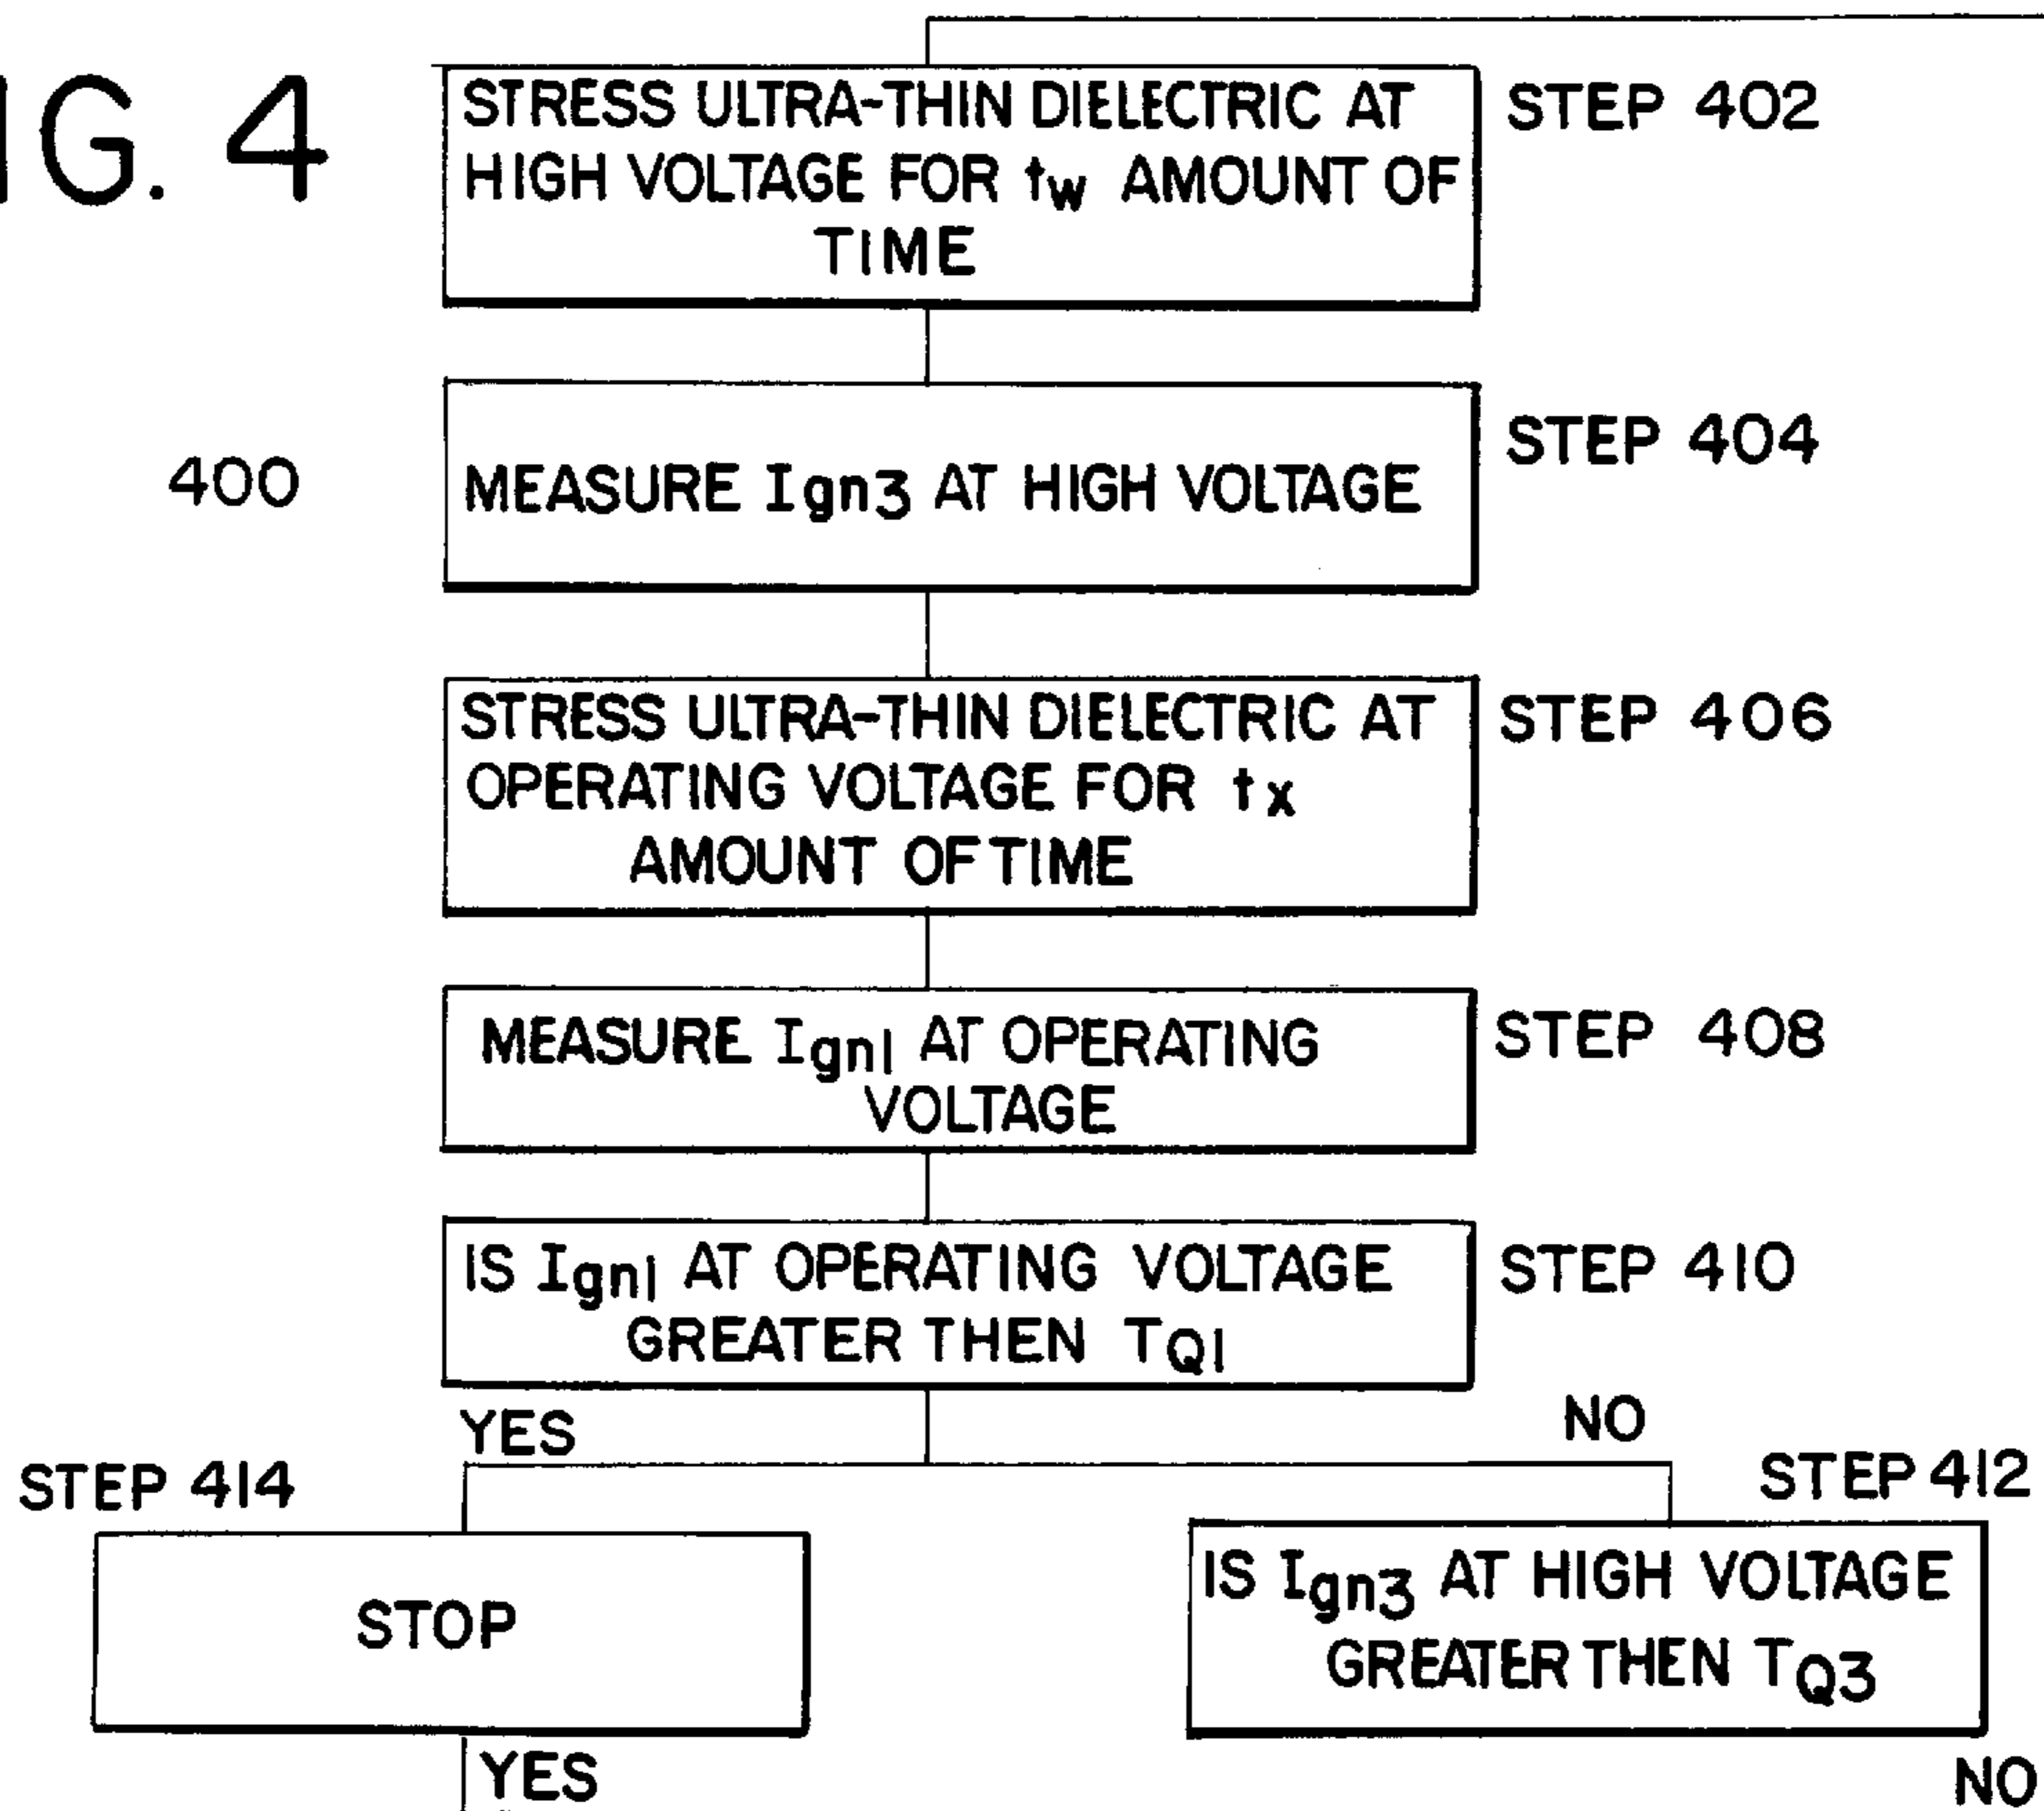 IG. 4
STRESS ULTRA-THIN DIELECTRIC AT
HIGH VOLTAGE FOR tw AMOUNT OF
TIME
STEP 402
400
MEASURE Ign3 AT HIGH VOLTAGE
STEP 404
STRESS ULTRA-THIN DIELECTRIC AT
OPERATING VOLTAGE FOR tx
AMOUNT OF TIME
STEP 406
MEASURE Ign1 AT OPERATING
VOLTAGE
STEP 408
IS Ign1 AT OPERATING VOLTAGE
GREATER THEN TQ1
STEP 410
YES
NO
STEP 414
STOP
STEP 412
IS Ign3 AT HIGH VOLTAGE
GREATER THEN TQ3
YES
NO